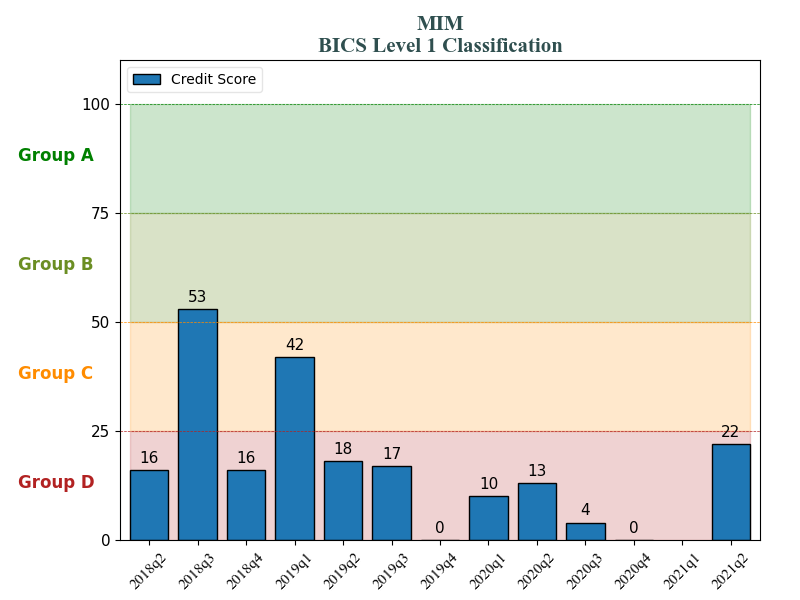 MIM
BICS Level 1 Classification
Credit Score
100
Group A
75
Group B
53
50
42
Group C
25
22
18
17
16
16
13
Group D
10
4
0
0
0
2018q2 2018q3 2018q4 2019q1 2019q2 2019q3 2019q4 2020q1 2020q2 2020q3 2020q4 2021q1 2021q2